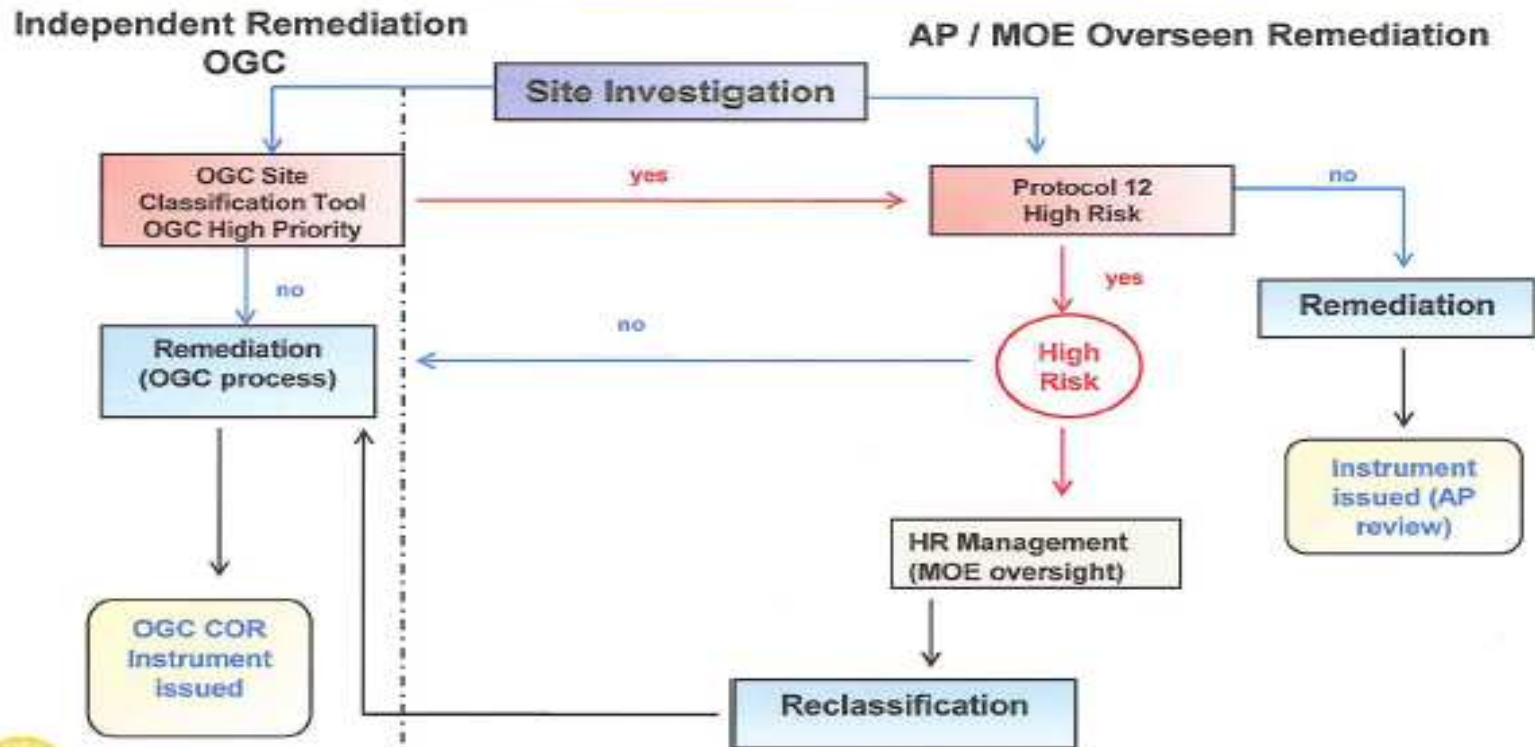 Independent Remediation
OGC
AP / MOE Overseen Remediation
Site Investigation
OGC Site
Classification Tool
OGC High Priority
yes
Protocol 12
High Risk
no
no
yes
Remediation
Remediation
(OGC process)
no
High
Risk
Instrument
issued (AP
review)
HR Management
(MOE oversight)
OGC COR
Instrument
issued
Reclassification